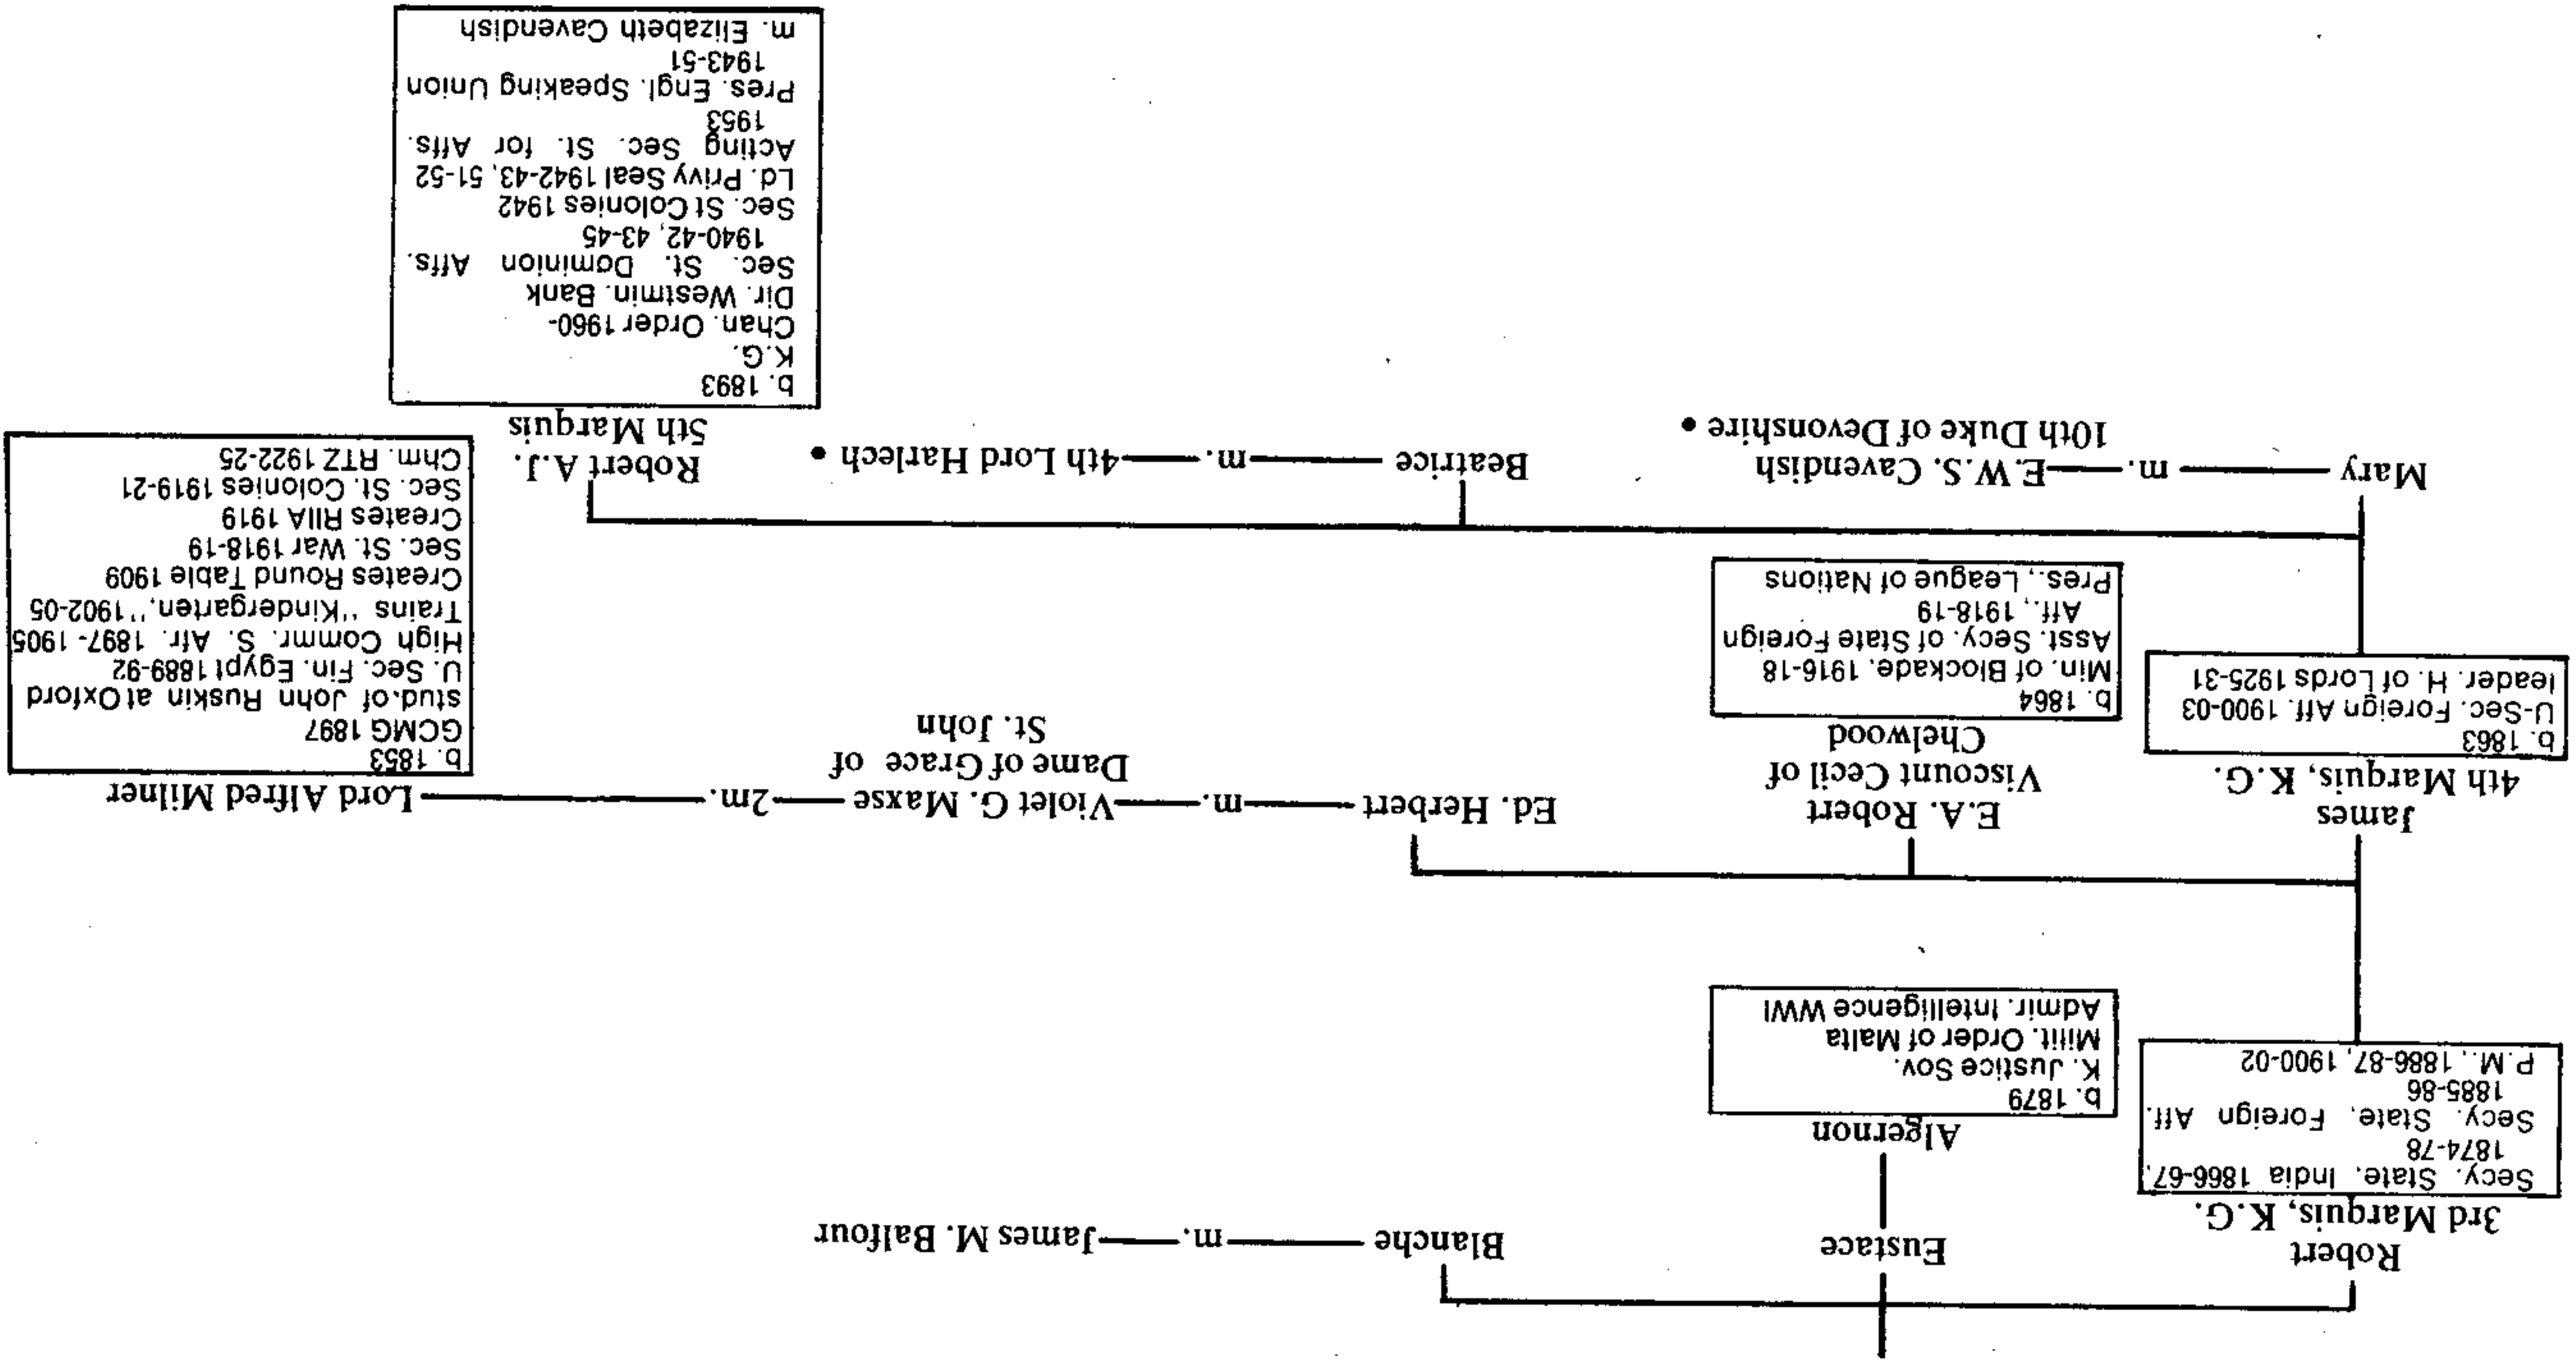 Robert
3rd Marquis, K.G.
Secy. State, India 1866-67,
1874-78
Secy. State, Foreign Aff.
1885-86
P.M., 1886-87, 1900-02
Eustace
Blanche — m. — James M. Balfour
Algernon
b. 1879
K. Justice Sov.
Milit. Order of Malta
Admir. Intelligence WWI
James
4th Marquis, K.G.
b. 1863
U-Sec. Foreign Aff. 1900-03
leader. H. of Lords 1925-31
E.A. Robert
Viscount Cecil of
Chelwood
b. 1864
Min. of Blockade, 1916-18
Asst. Secy. of State Foreign
Aff., 1918-19
Pres., League of Nations
Ed. Herbert — m. — Violet G. Maxse — 2m. — Lord Alfred Milner
Dame of Grace of
St. John
b. 1853
GCMG 1897
stud. of John Ruskin at Oxford
U. Sec. Fin. Egypt 1889-92
High Commr. S. Afr. 1897-1905
Trains "Kindergarten," 1902-05
Creates Round Table 1909
Sec. St. War 1918-19
Creates RIIA 1919
Sec. St. Colonies 1919-21
Chm. RTZ 1922-25
Mary — m. — E.W.S. Cavendish
10th Duke of Devonshire •
Beatrice — m. — 4th Lord Harlech •
Robert A.J.
5th Marquis
b. 1893
K.G.
Chan. Order 1960-
Dir. Westmin. Bank
Sec. St. Dominion Affs.
1940-42, 43-45
Sec. St Colonies 1942
Ld. Privy Seal 1942-43, 51-52
Acting Sec. St. for Affs.
1953
Pres. Engl. Speaking Union
1943-51
m. Elizabeth Cavendish